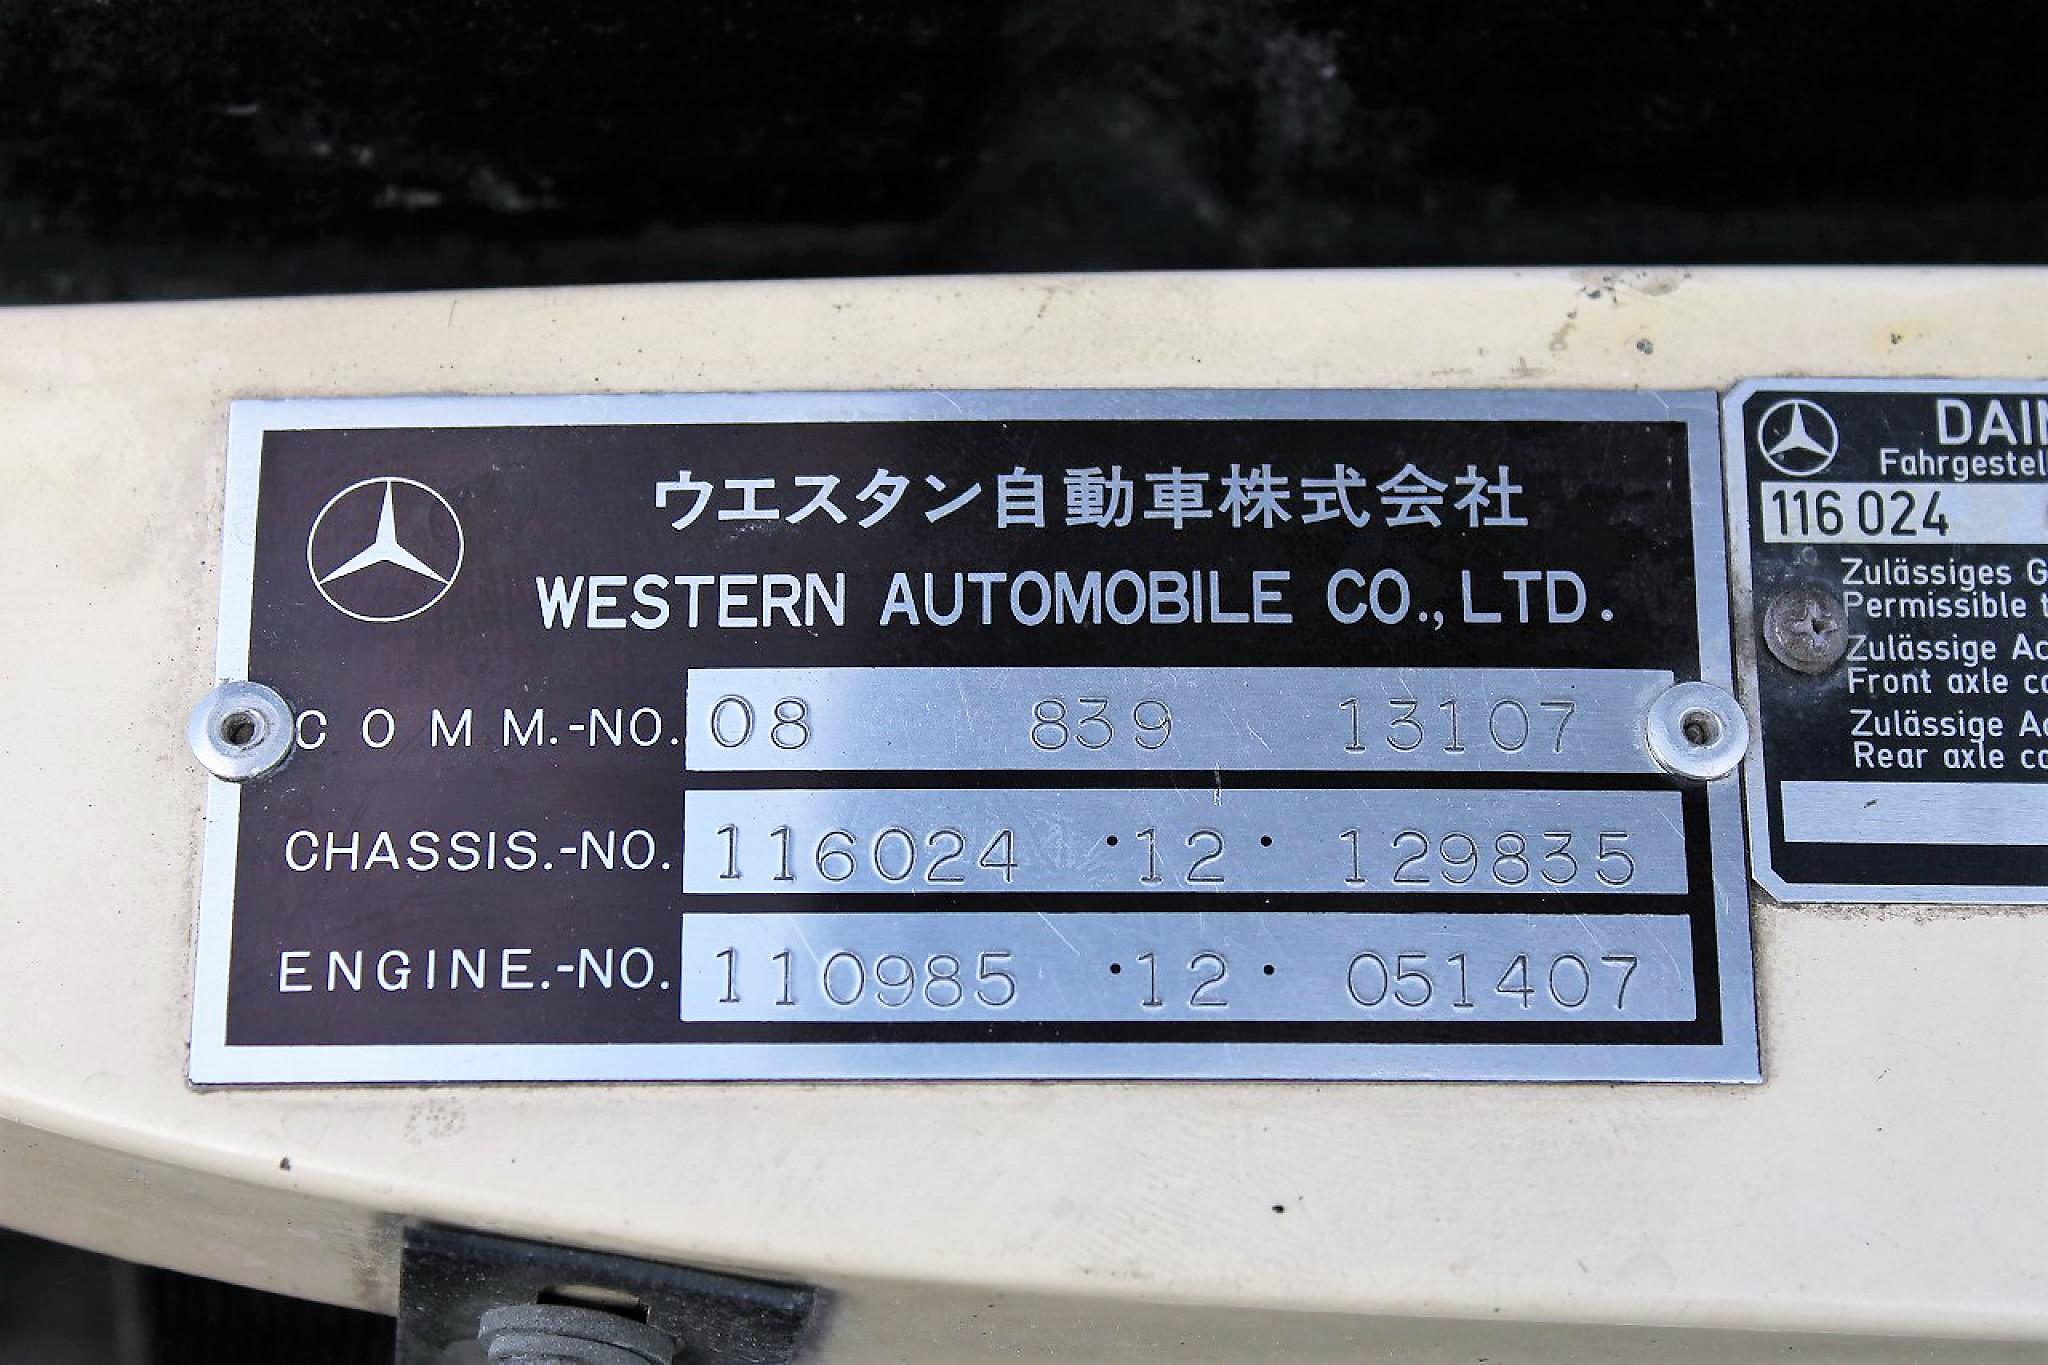 ウエスタン自動車株式会社
WESTERN AUTOMOBILE CO., LTD.
COMM.-NO. 08 839 13107
CHASSIS.-NO. 116024 ·12· 129835
ENGINE.-NO. 110985 ·12· 051407
116 024
Zulässiges
Permissible
Zulässige
Front axle
Zulässige
Rear axle